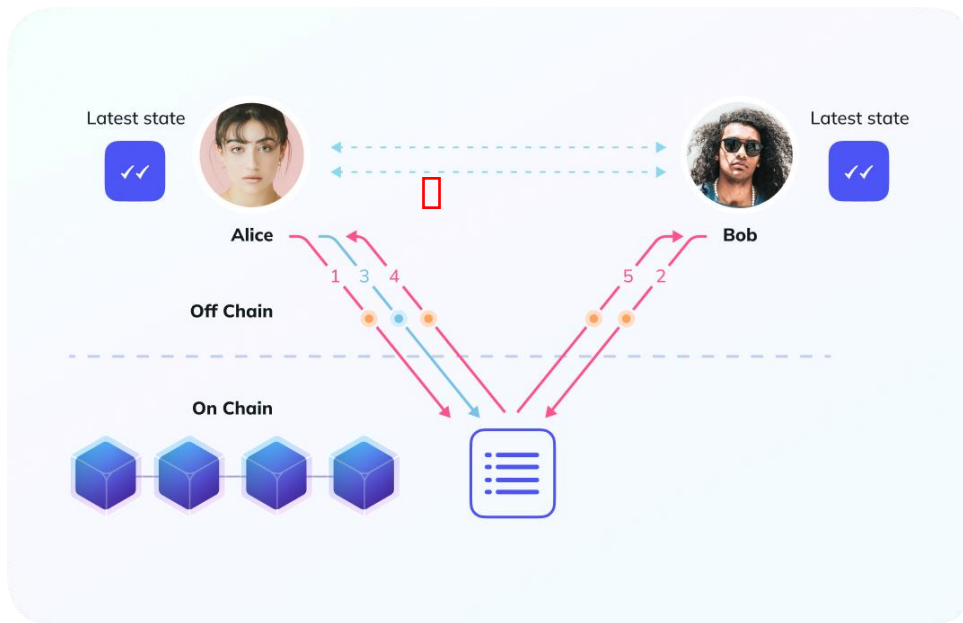 Latest state
Latest state
Alice
Bob
1 3 4 5 2
Off Chain
On Chain